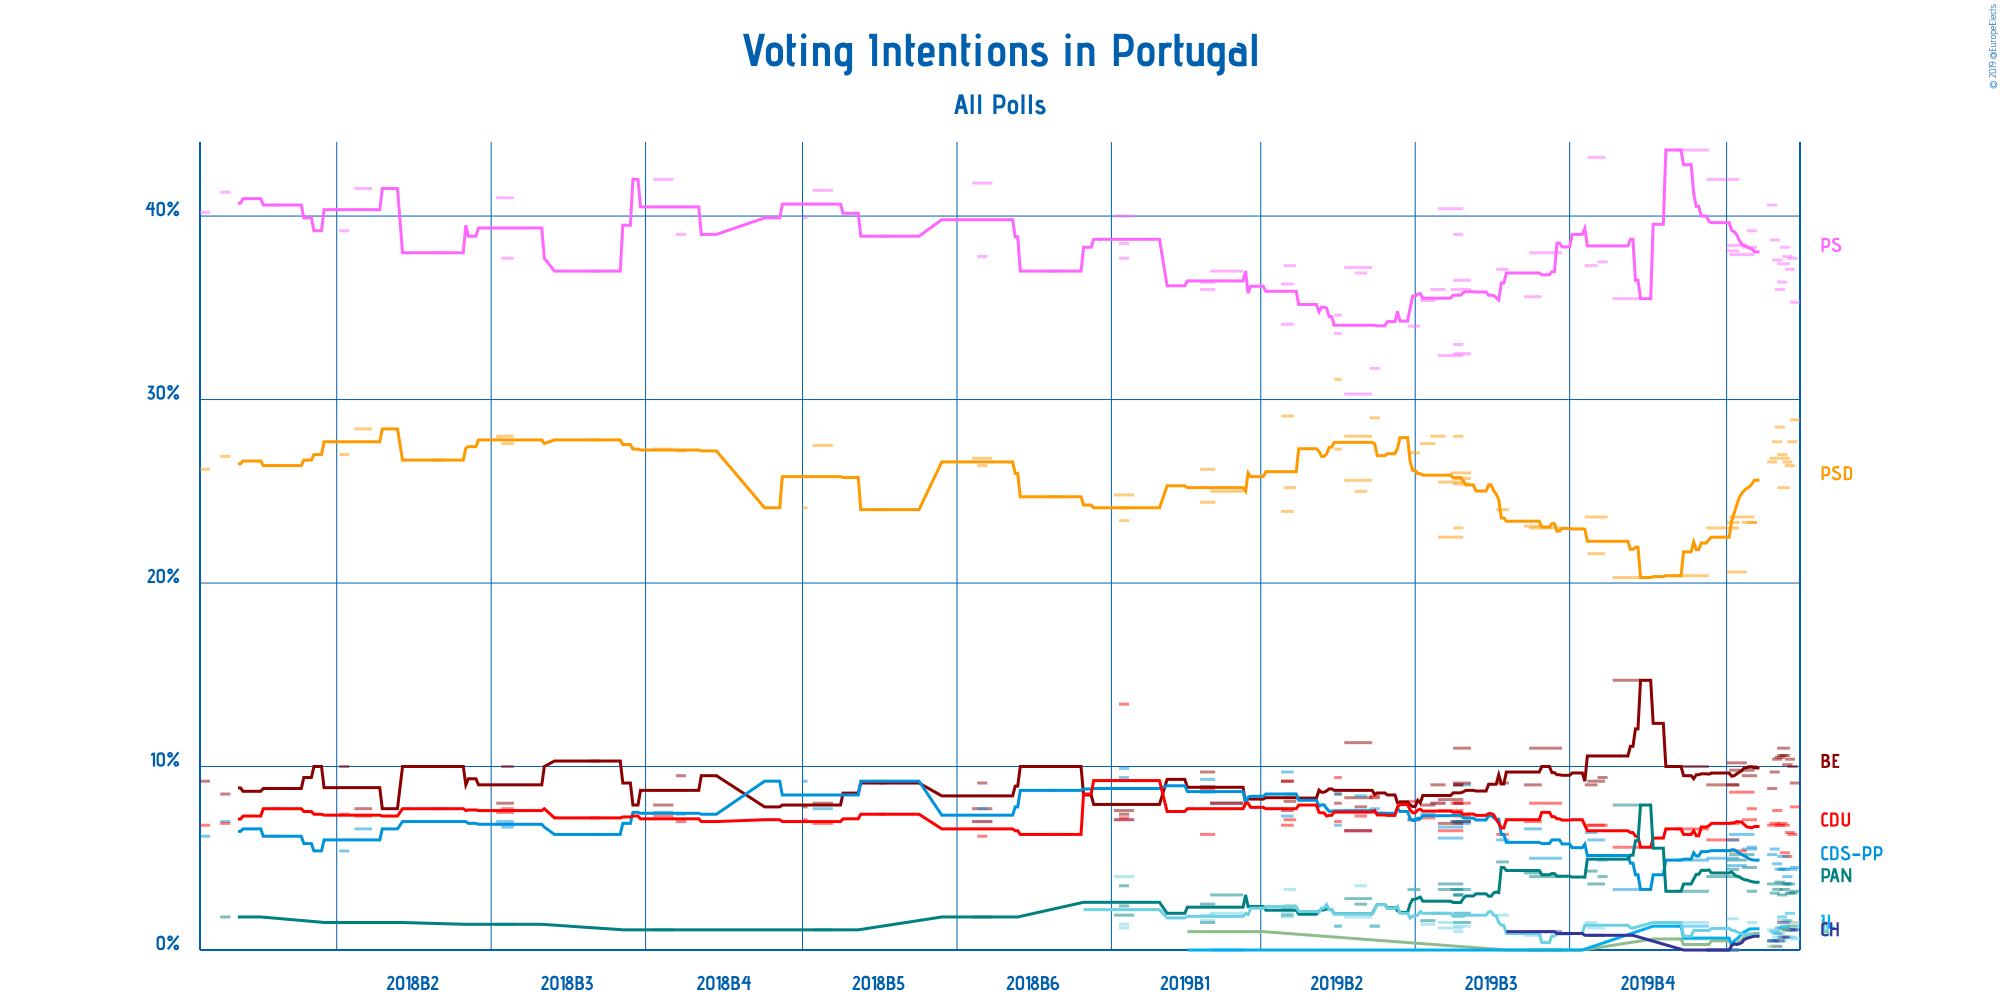 Voting Intentions in Portugal
All Polls
© 2019 @EuropeElects
40%
30%
20%
10%
0%
PS
PSD
BE
CDU
CDS-PP
PAN
CH
2018B2 2018B3 2018B4 2018B5 2018B6 2019B1 2019B2 2019B3 2019B4